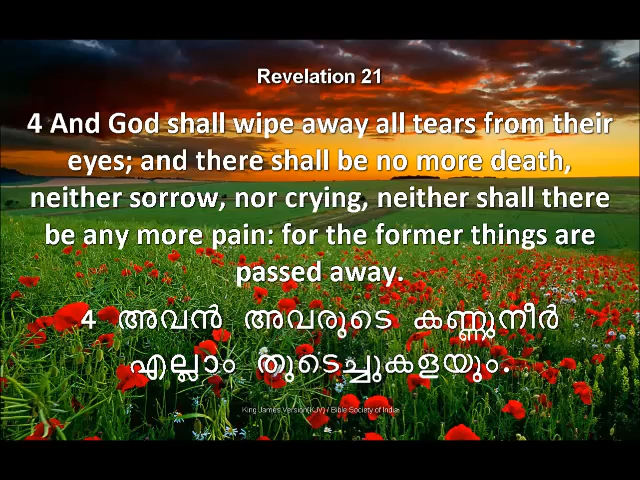 Revelation 21
4 And God shall wipe away all tears from their
eyes; and there shall be no more death,
neither sorrow, nor crying, neither shall there
be any more pain: for the former things are
passed away.
4 അവൻ അവരുടെ കണ്ണുനീർ
എല്ലാം തുടെച്ചുകളയും.
King James Version(KJV) / Bible Society of India